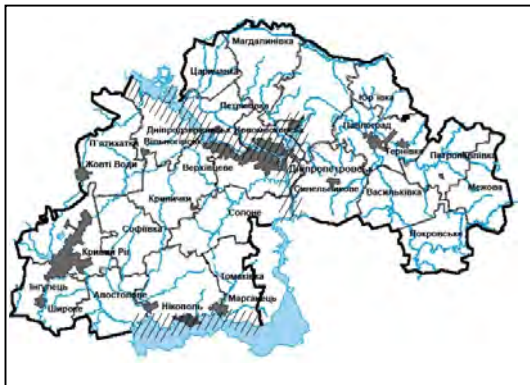 Магдалинівка
Царичанка
Юр'ївка
Петриківка
Дніпродзержинськ
Новомосковськ
Павлоград
П'ятихатки
Вільногірськ
Тернівка
Петропавлівка
Жовті Води
Верхівцеве
Дніпропетровськ
Синельникове
Васильківка
Межова
Кринички
Солоне
Софіївка
Покровське
Кривий Ріг
Томаківка
Інгулець
Апостолове
Марганець
Широке
Нікополь